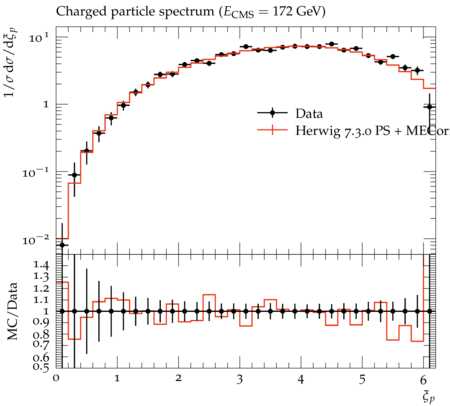 Charged particle spectrum (E_CMS = 172 GeV)
1/σ dσ/dξ_p
10^1
1
10^−1
10^−2
Data
Herwig 7.3.0 PS + MECor
MC/Data
1.4
1.3
1.2
1.1
1
0.9
0.8
0.7
0.6
0.5
0 1 2 3 4 5 6
ξ_p